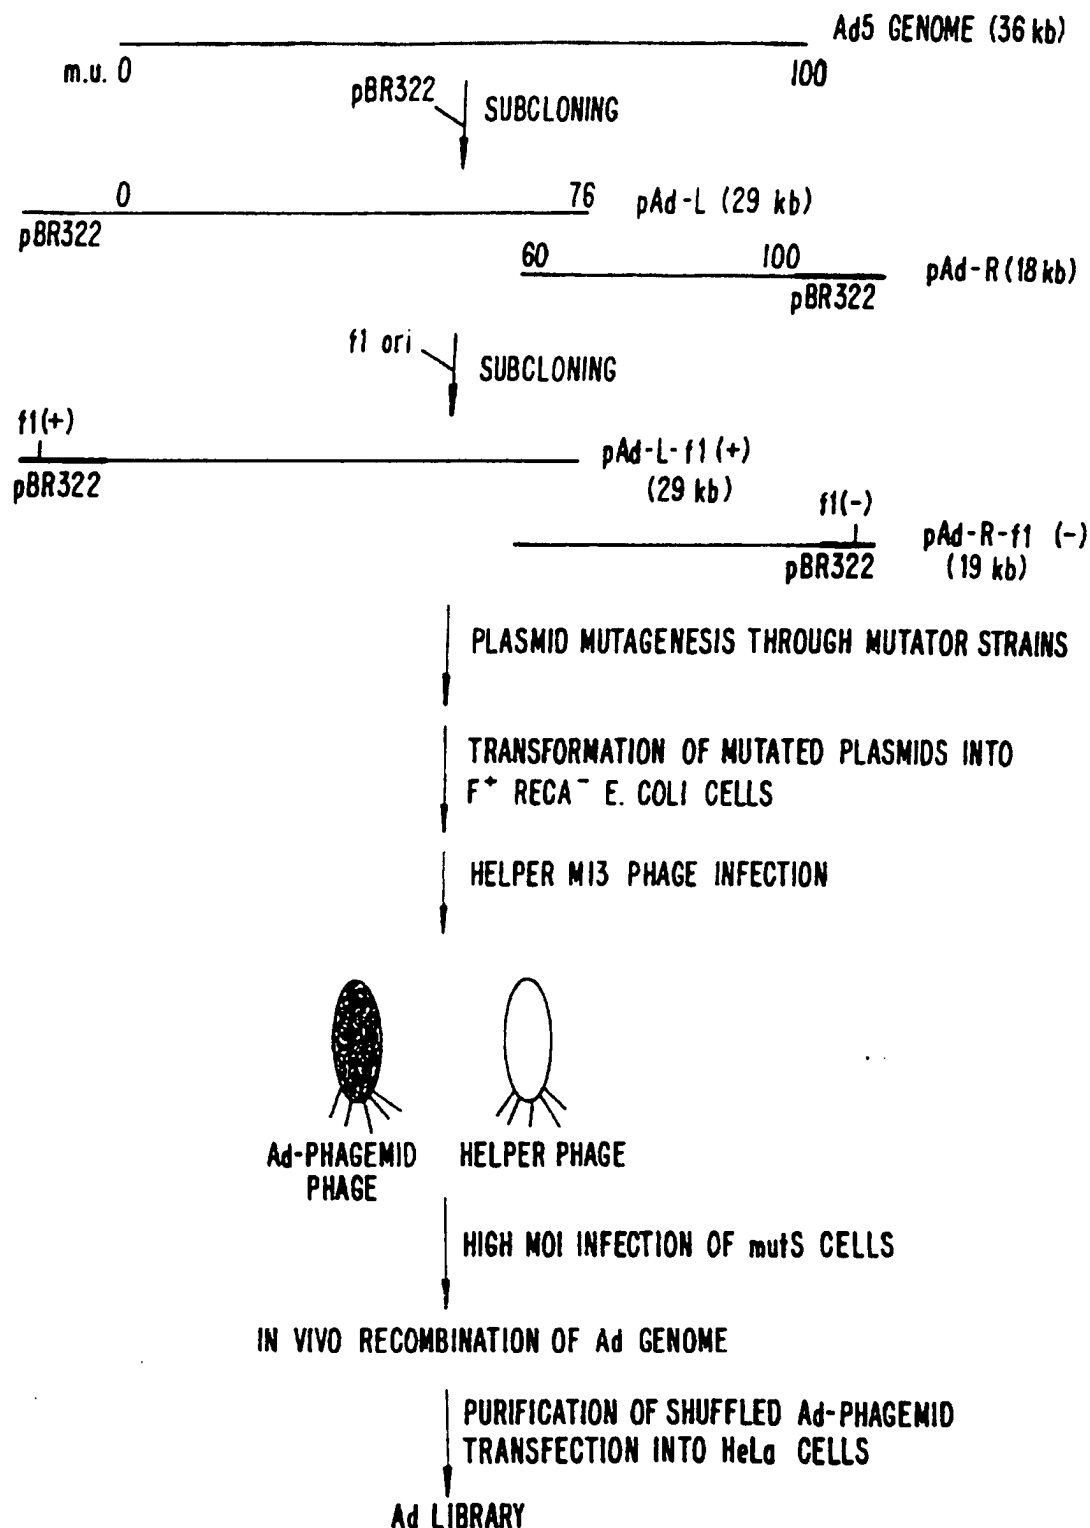 Ad5 GENOME (36 kb)
m.u. 0
100
pBR322
SUBCLONING
0
76
pAd-L (29 kb)
pBR322
60
100
pAd-R (18 kb)
pBR322
f1 ori
SUBCLONING
f1(+)
pAd-L-f1 (+)
(29 kb)
pBR322
f1(-)
pAd-R-f1 (-)
(19 kb)
pBR322
PLASMID MUTAGENESIS THROUGH MUTATOR STRAINS
TRANSFORMATION OF MUTATED PLASMIDS INTO
F+ RECA- E. COLI CELLS
HELPER M13 PHAGE INFECTION
Ad-PHAGEMID
PHAGE
HELPER PHAGE
HIGH MOI INFECTION OF mutS CELLS
IN VIVO RECOMBINATION OF Ad GENOME
PURIFICATION OF SHUFFLED Ad-PHAGEMID
TRANSFECTION INTO HeLa CELLS
Ad LIBRARY